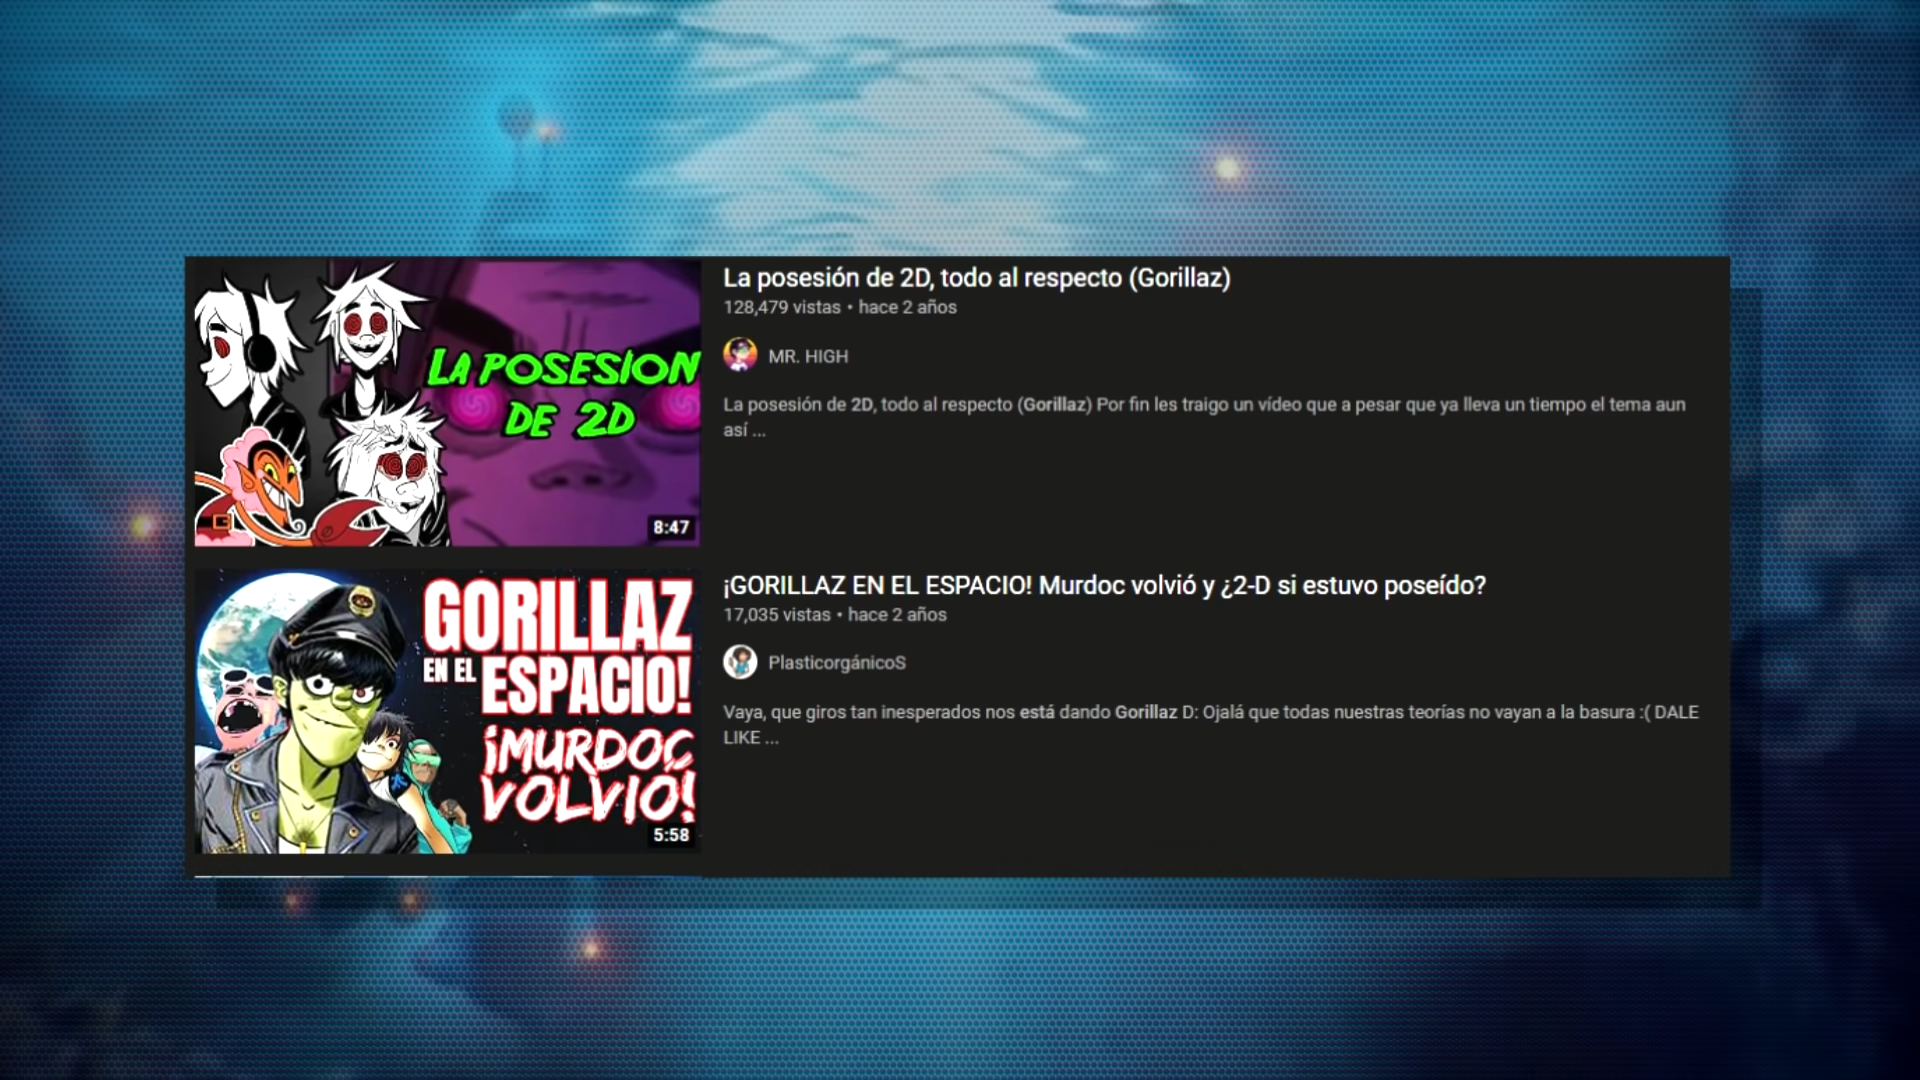 LA POSESION
DE 2D
8:47
La posesión de 2D, todo al respecto (Gorillaz)
128,479 vistas • hace 2 años
MR. HIGH
La posesión de 2D, todo al respecto (Gorillaz) Por fin les traigo un vídeo que a pesar que ya lleva un tiempo el tema aun
así ...
GORILLAZ
EN EL ESPACIO!
¡MURDOC
VOLVIÓ!
5:58
¡GORILLAZ EN EL ESPACIO! Murdoc volvió y ¿2-D si estuvo poseído?
17,035 vistas • hace 2 años
PlasticorgánicoS
Vaya, que giros tan inesperados nos está dando Gorillaz D: Ojalá que todas nuestras teorías no vayan a la basura :( DALE
LIKE ...